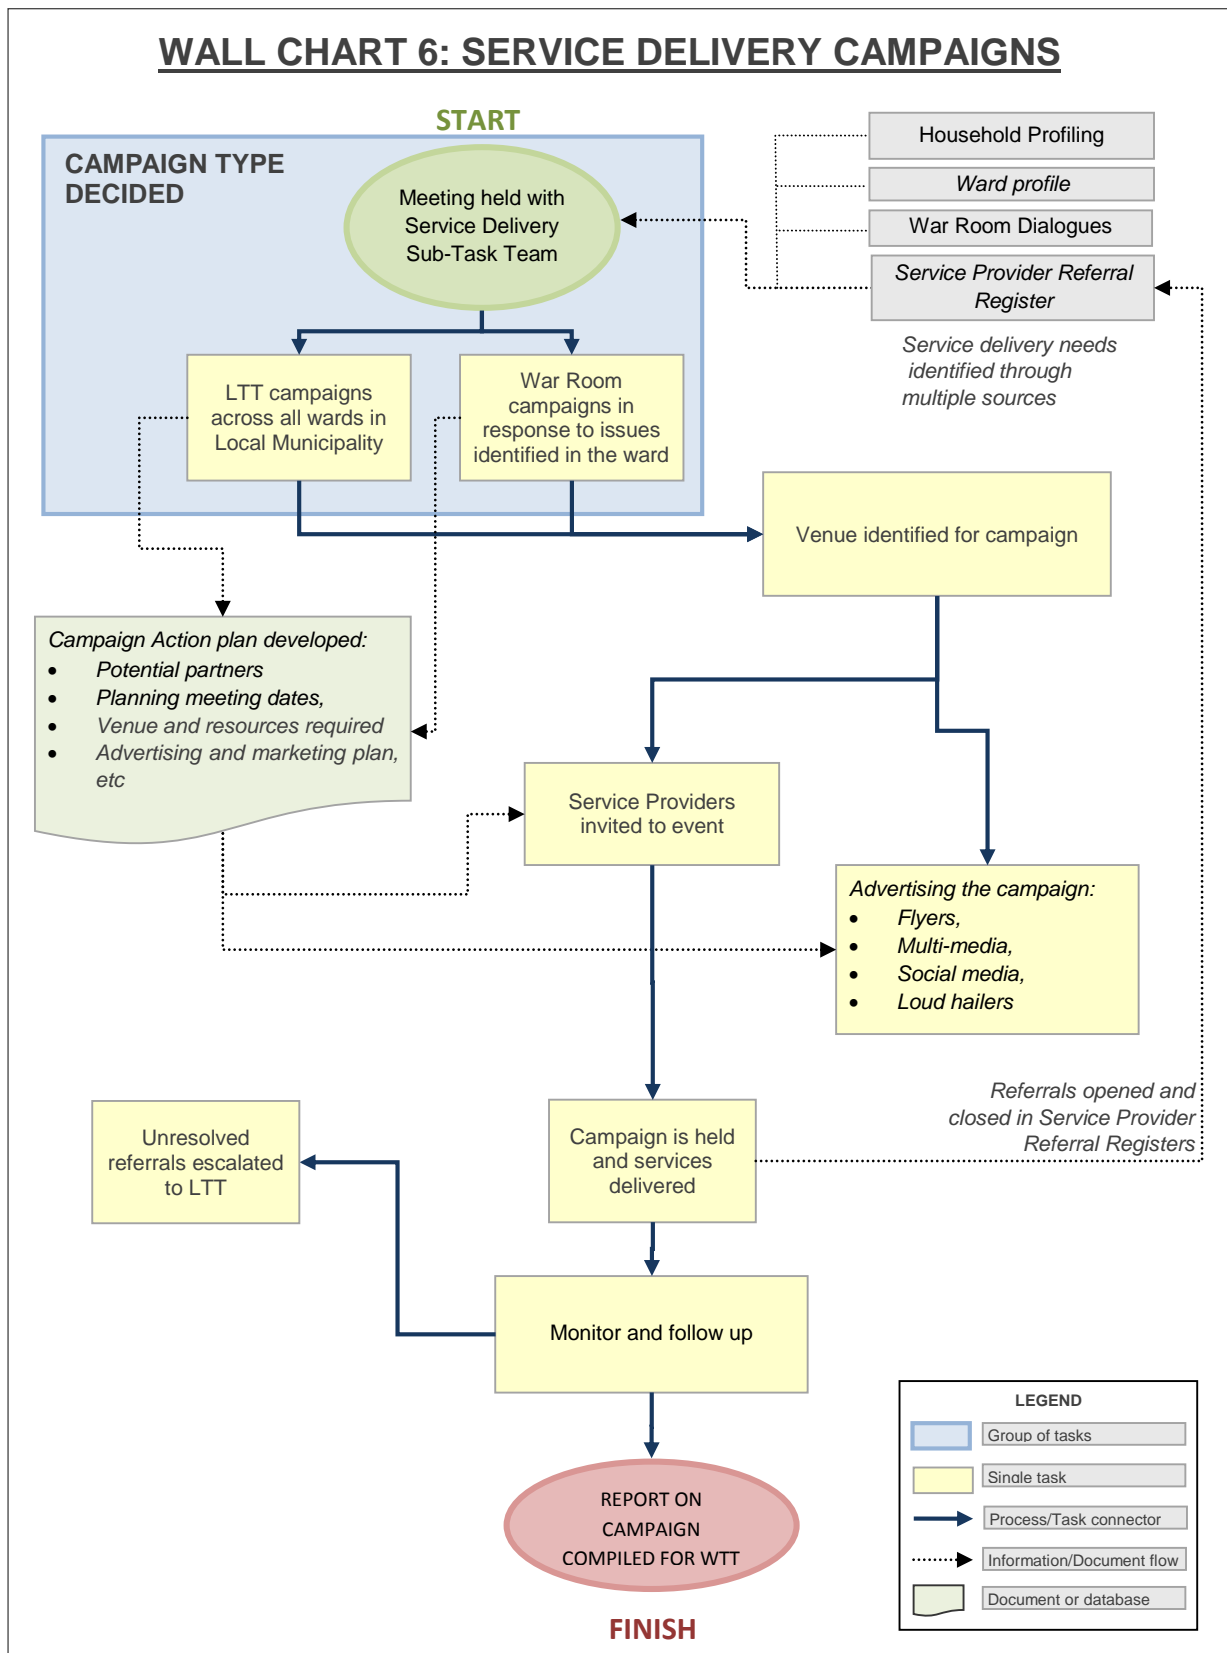 WALL CHART 6: SERVICE DELIVERY CAMPAIGNS
START
CAMPAIGN TYPE
DECIDED
Meeting held with
Service Delivery
Sub-Task Team
Household Profiling
Ward profile
War Room Dialogues
Service Provider Referral
Register
Service delivery needs
identified through
multiple sources
LTT campaigns
across all wards in
Local Municipality
War Room
campaigns in
response to issues
identified in the ward
Venue identified for campaign
Campaign Action plan developed:
• Potential partners
• Planning meeting dates,
• Venue and resources required
• Advertising and marketing plan,
etc
Service Providers
invited to event
Advertising the campaign:
• Flyers,
• Multi-media,
• Social media,
• Loud hailers
Referrals opened and
closed in Service Provider
Referral Registers
Unresolved
referrals escalated
to LTT
Campaign is held
and services
delivered
Monitor and follow up
REPORT ON
CAMPAIGN
COMPILED FOR WTT
FINISH
LEGEND
Group of tasks
Single task
Process/Task connector
Information/Document flow
Document or database